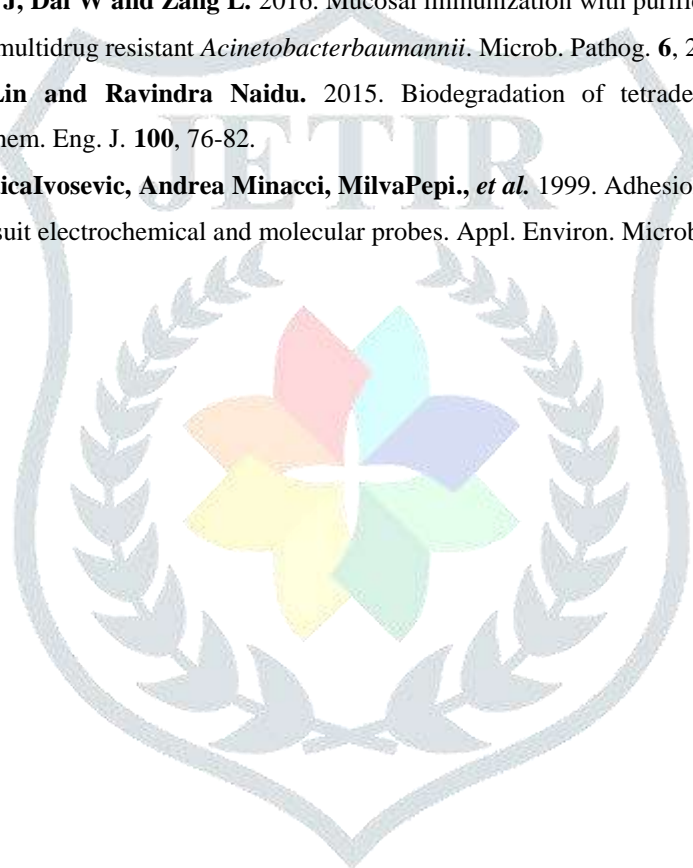 J, Dai W and Zang L. 2016. Mucosal immunization with purified
multidrug resistant Acinetobacterbaumannii. Microb. Pathog. 6, 2
Lin and Ravindra Naidu. 2015. Biodegradation of tetrade
hem. Eng. J. 100, 76-82.
icaIvosevic, Andrea Minacci, MilvaPepi., et al. 1999. Adhesio
suit electrochemical and molecular probes. Appl. Environ. Microb
JETIR